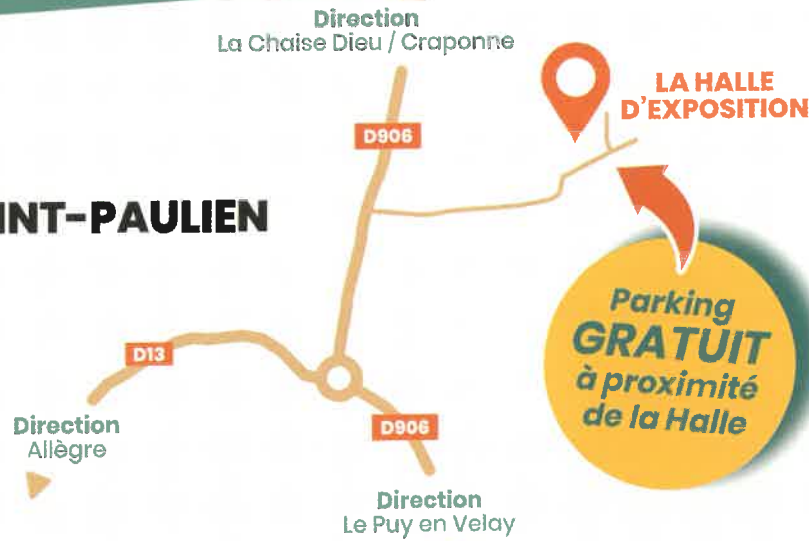 Direction
La Chaise Dieu / Craponne
LA HALLE
D'EXPOSITION
D906
INT-PAULIEN
Parking
GRATUIT
à proximité
de la Halle
D13
Direction
Allègre
D906
Direction
Le Puy en Velay